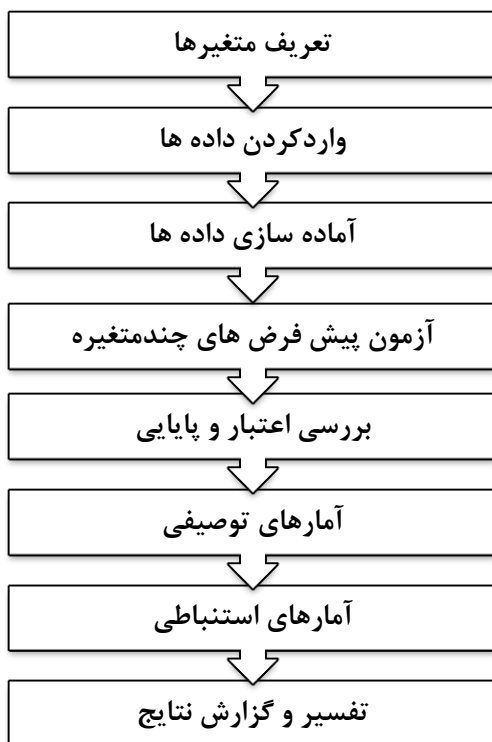 تعریف متغیرها
واردکردن داده ها
آماده سازی داده ها
آزمون پیش فرض های چندمتغیره
بررسی اعتبار و پایایی
آمارهای توصیفی
آمارهای استنباطی
تفسیر و گزارش نتایج